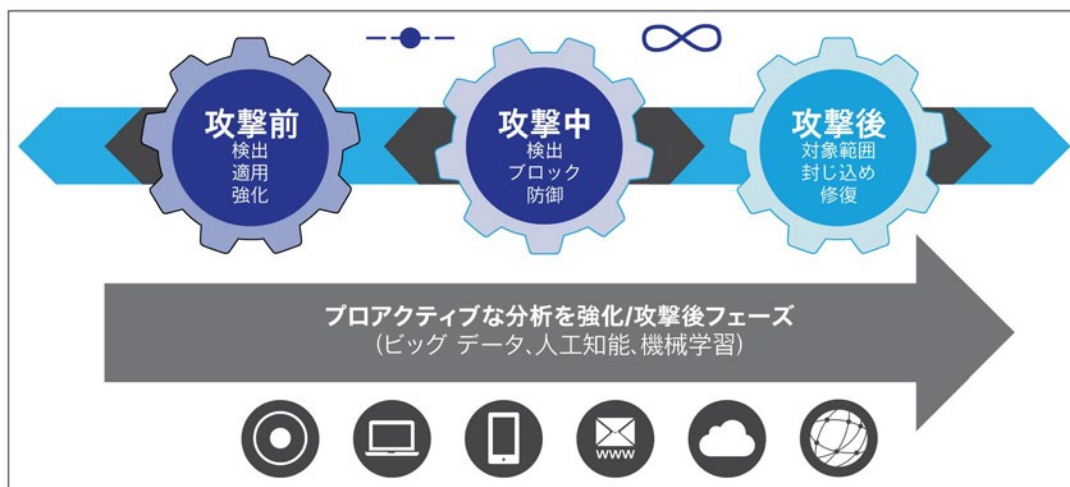 攻撃前
検出
適用
強化
攻撃中
検出
ブロック
防御
攻撃後
対象範囲
封じ込め
修復
プロアクティブな分析を強化/攻撃後フェーズ
(ビッグ データ、人工知能、機械学習)
www